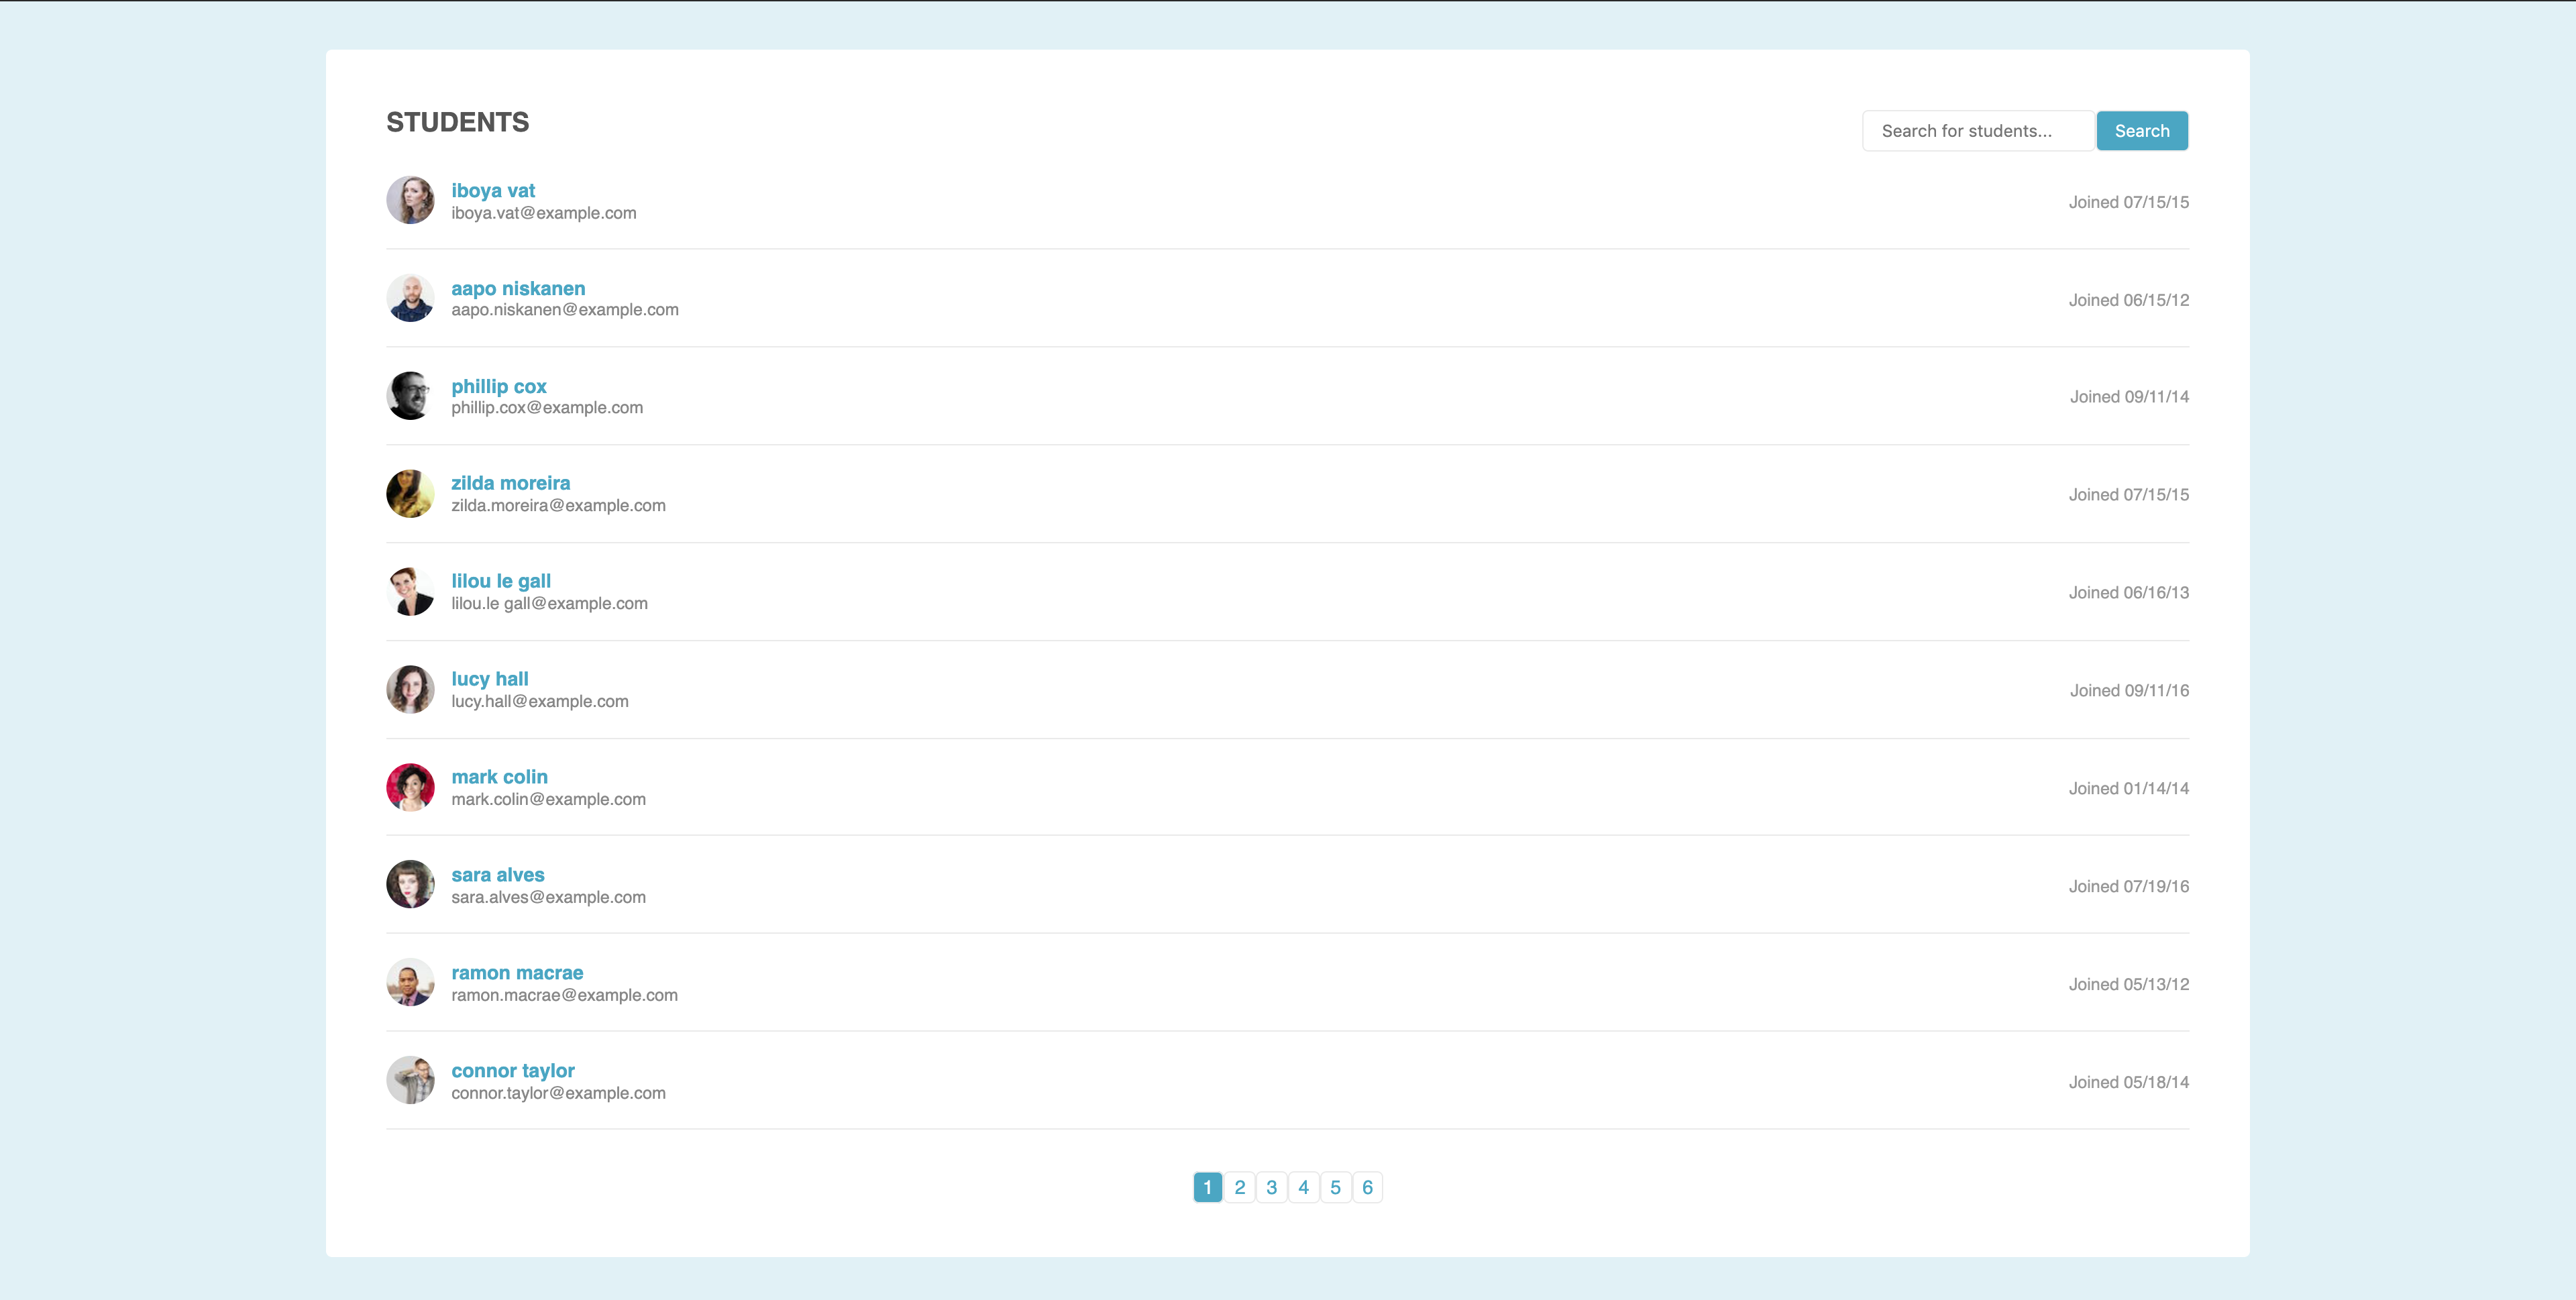 STUDENTS
Search for students...
Search
iboya vat
iboya.vat@example.com
Joined 07/15/15
aapo niskanen
aapo.niskanen@example.com
Joined 06/15/12
phillip cox
phillip.cox@example.com
Joined 09/11/14
zilda moreira
zilda.moreira@example.com
Joined 07/15/15
lilou le gall
lilou.le gall@example.com
Joined 06/16/13
lucy hall
lucy.hall@example.com
Joined 09/11/16
mark colin
mark.colin@example.com
Joined 01/14/14
sara alves
sara.alves@example.com
Joined 07/19/16
ramon macrae
ramon.macrae@example.com
Joined 05/13/12
connor taylor
connor.taylor@example.com
Joined 05/18/14
1 2 3 4 5 6